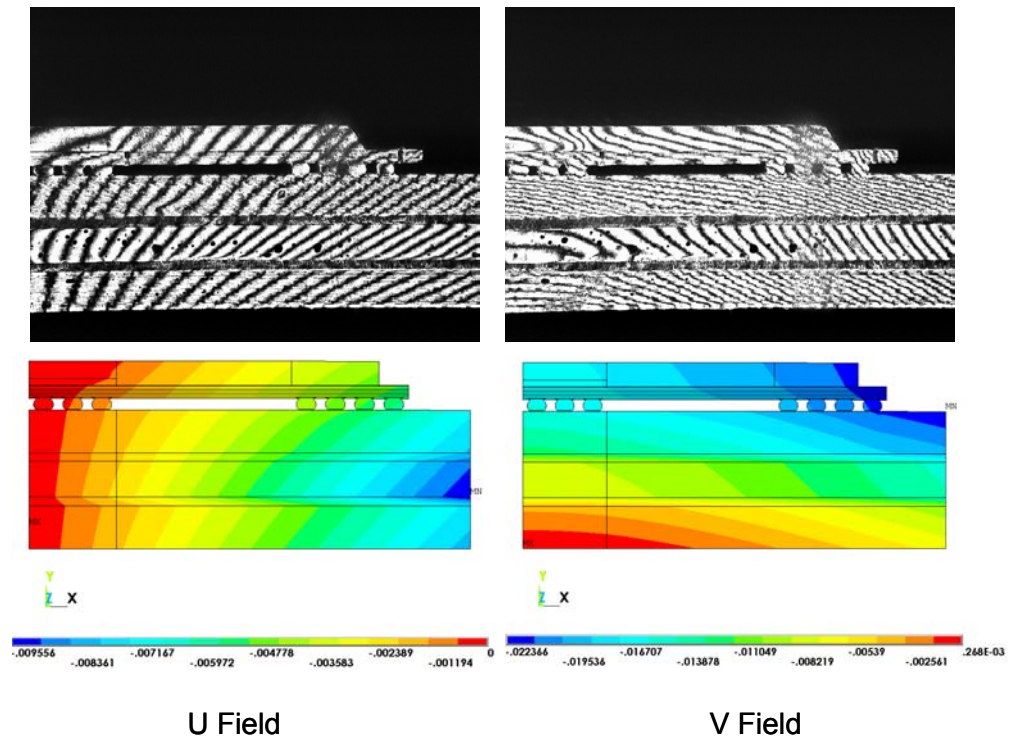 MN
MN
MX
MX
Y
Z X
Y
Z X
-.009556 -.007167 -.004778 -.002389 0
-.008361 -.005972 -.003583 -.001194
-.022366 -.016707 -.011049 -.00539 .268E-03
-.019536 -.013878 -.008219 -.002561
U Field
V Field